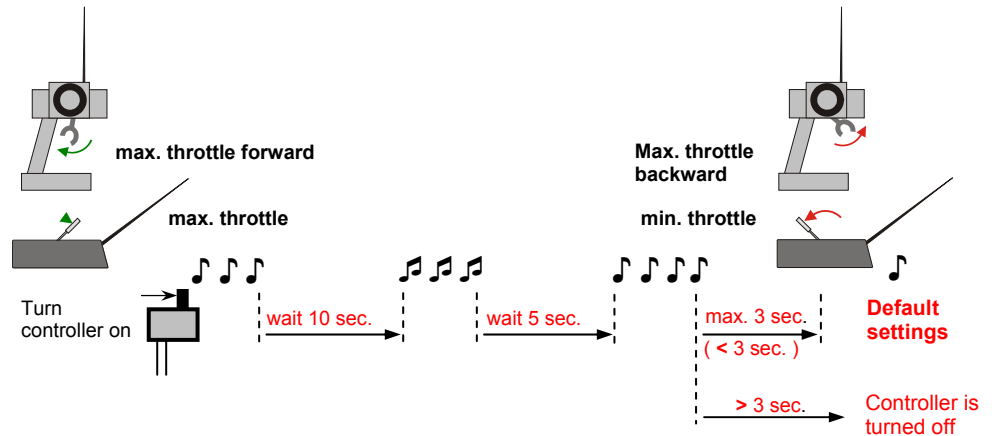 max. throttle forward
Max. throttle
backward
max. throttle
min. throttle
Turn
controller on
wait 10 sec.
wait 5 sec.
max. 3 sec.
( < 3 sec. )
Default
settings
> 3 sec.
Controller is
turned off